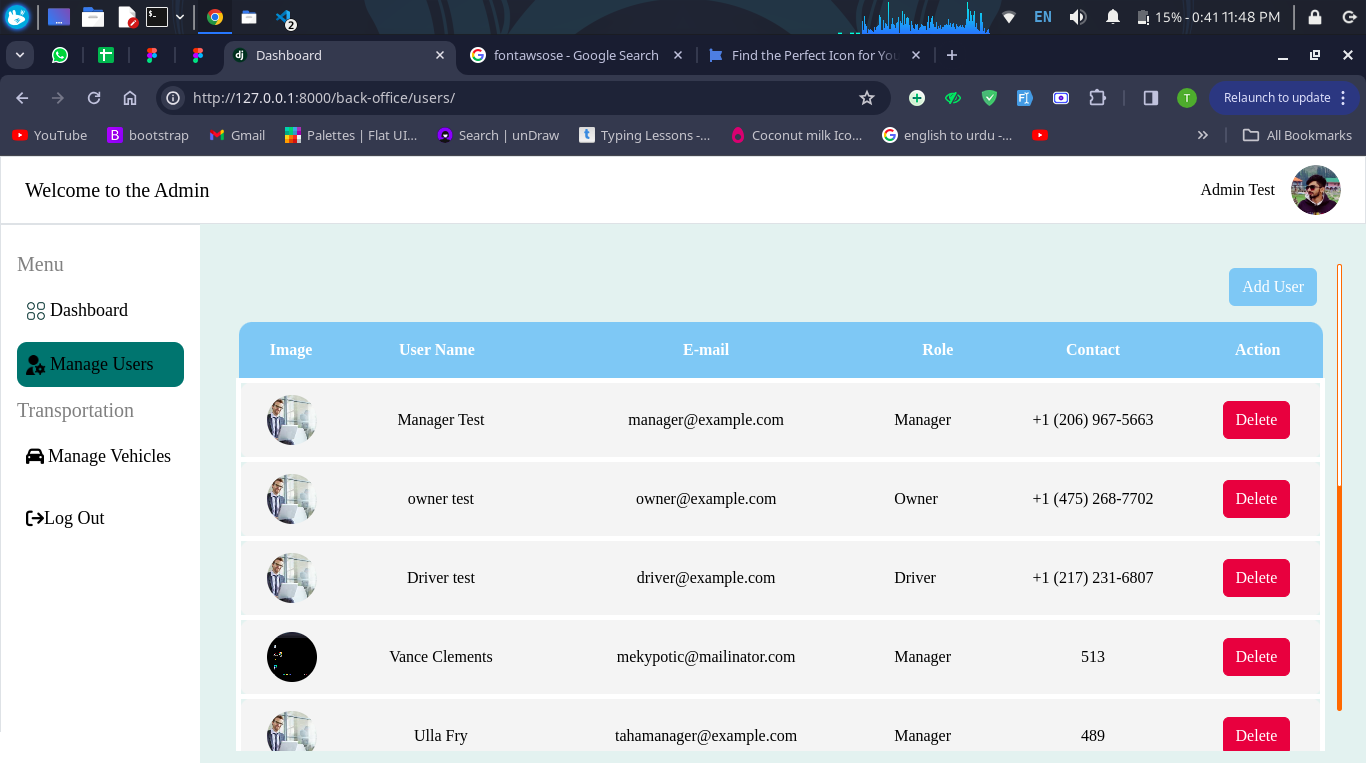 2 EN 15% - 0:41 11:48 PM
dj Dashboard fontawsose - Google Search Find the Perfect Icon for You
http://127.0.0.1:8000/back-office/users/ T Relaunch to update
YouTube B bootstrap Gmail Palettes | Flat UI... Search | unDraw Typing Lessons -... Coconut milk Ico... english to urdu -... All Bookmarks
Welcome to the Admin Admin Test
Menu
Dashboard
Manage Users
Transportation
Manage Vehicles
Log Out
Add User
Image User Name E-mail Role Contact Action
Manager Test manager@example.com Manager +1 (206) 967-5663 Delete
owner test owner@example.com Owner +1 (475) 268-7702 Delete
Driver test driver@example.com Driver +1 (217) 231-6807 Delete
Vance Clements mekypotic@mailinator.com Manager 513 Delete
Ulla Fry tahamanager@example.com Manager 489 Delete